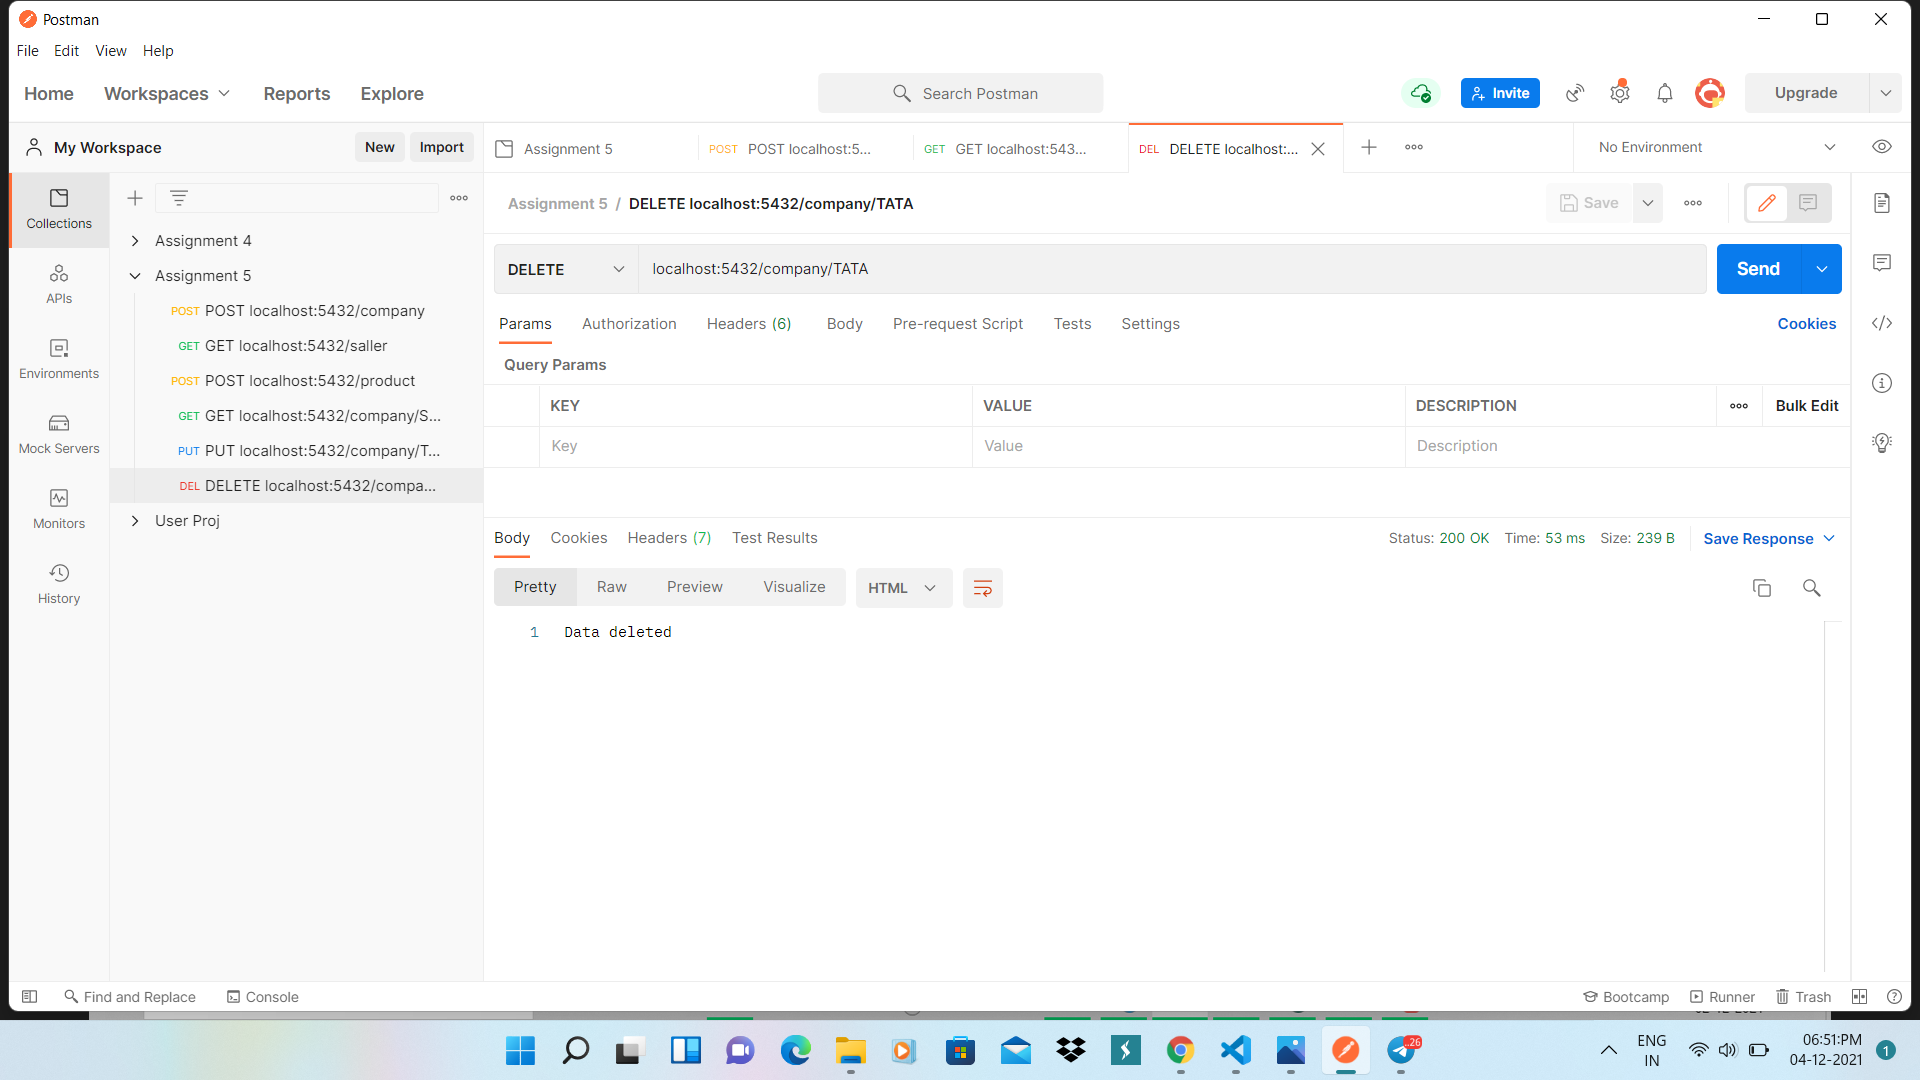 Postman
File Edit View Help
Home Workspaces Reports Explore
Search Postman
Invite
Upgrade
My Workspace New Import
Assignment 5
POST POST localhost:5...
GET GET localhost:543...
DEL DELETE localhost:...
No Environment
Collections
APIs
Environments
Mock Servers
Monitors
History
Assignment 4
Assignment 5
POST POST localhost:5432/company
GET GET localhost:5432/saller
POST POST localhost:5432/product
GET GET localhost:5432/company/S...
PUT PUT localhost:5432/company/T...
DEL DELETE localhost:5432/compa...
User Proj
Assignment 5 / DELETE localhost:5432/company/TATA
Save
DELETE localhost:5432/company/TATA
Send
Params Authorization Headers (6) Body Pre-request Script Tests Settings Cookies
Query Params
KEY VALUE DESCRIPTION Bulk Edit
Key Value Description
Body Cookies Headers (7) Test Results
Status: 200 OK Time: 53 ms Size: 239 B Save Response
Pretty Raw Preview Visualize HTML
1 Data deleted
Find and Replace Console
Bootcamp Runner Trash
..26
ENG
IN
06:51:PM
04-12-2021
1